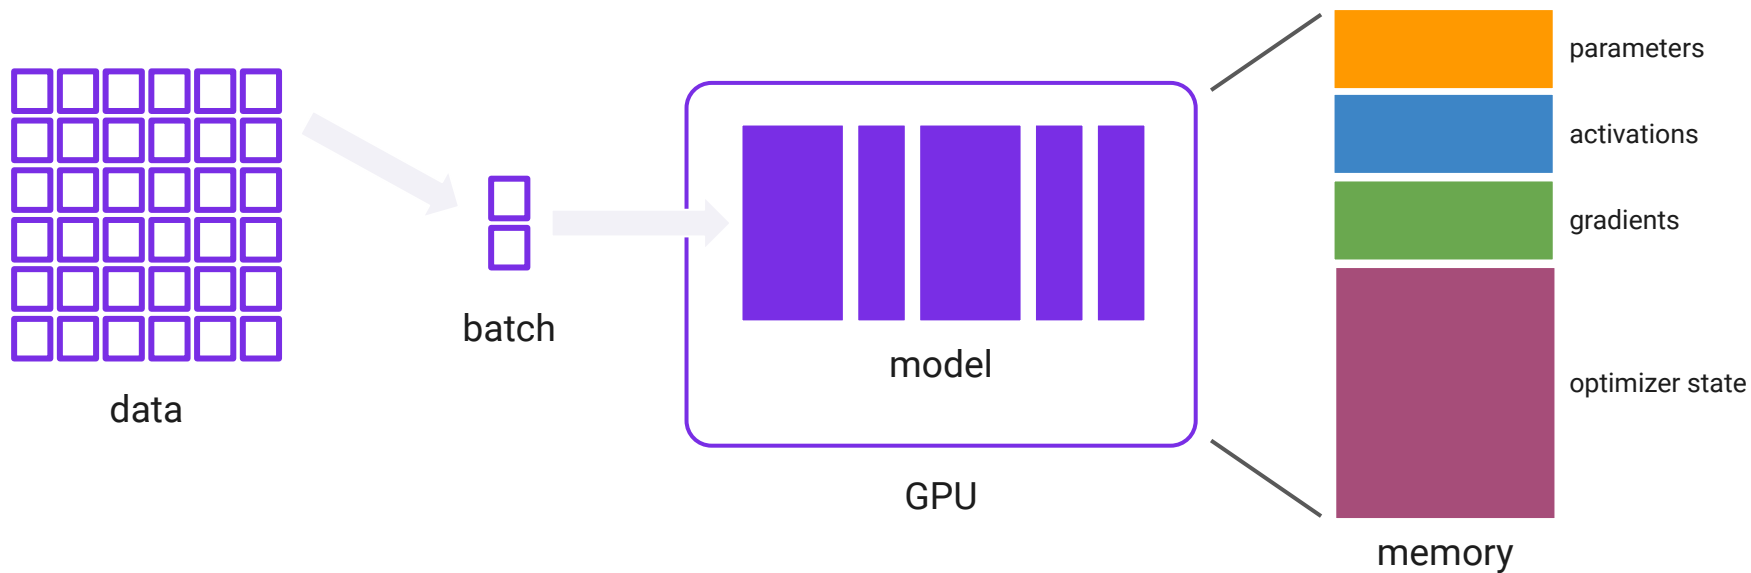 data
batch
model
GPU
parameters
activations
gradients
optimizer state
memory